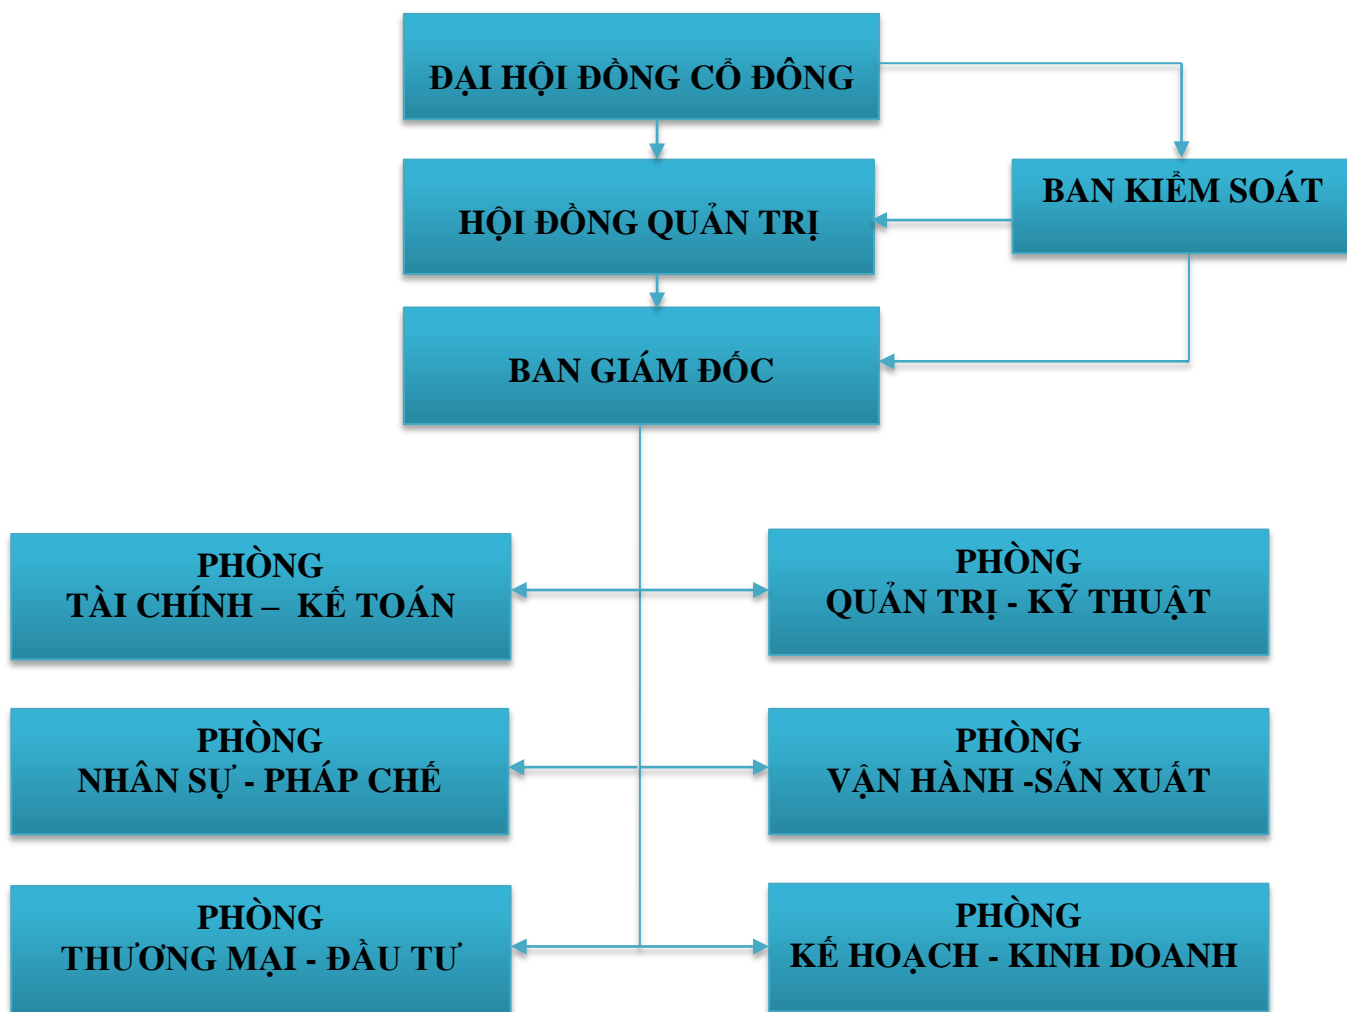 ĐẠI HỘI ĐỒNG CỔ ĐÔNG
HỘI ĐỒNG QUẢN TRỊ
BAN KIỂM SOÁT
BAN GIÁM ĐỐC
PHÒNG
TÀI CHÍNH – KẾ TOÁN
PHÒNG
QUẢN TRỊ - KỸ THUẬT
PHÒNG
NHÂN SỰ - PHÁP CHẾ
PHÒNG
VẬN HÀNH -SẢN XUẤT
PHÒNG
THƯƠNG MẠI - ĐẦU TƯ
PHÒNG
KẾ HOẠCH - KINH DOANH